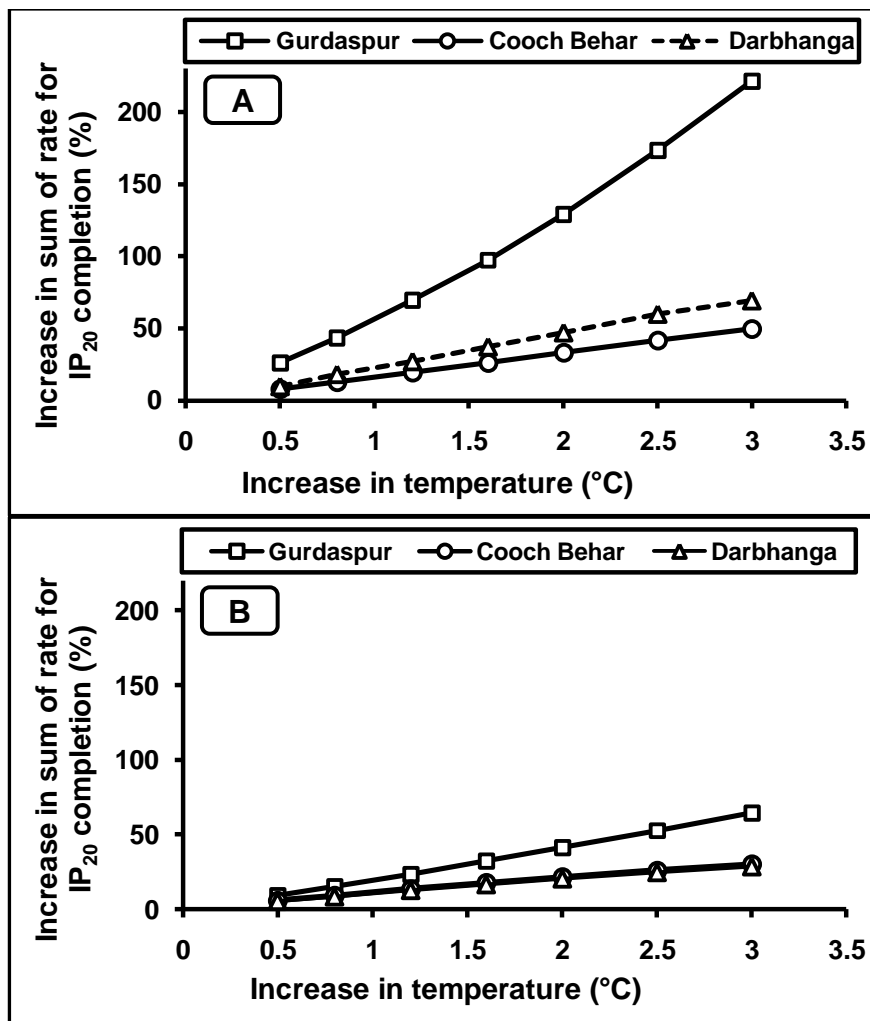 Gurdaspur Cooch Behar Darbhanga
A
Increase in sum of rate for
IP20 completion (%)
200
150
100
50
0
0 0.5 1 1.5 2 2.5 3 3.5
Increase in temperature (°C)
Gurdaspur Cooch Behar Darbhanga
B
Increase in sum of rate for
IP20 completion (%)
200
150
100
50
0
0 0.5 1 1.5 2 2.5 3 3.5
Increase in temperature (°C)